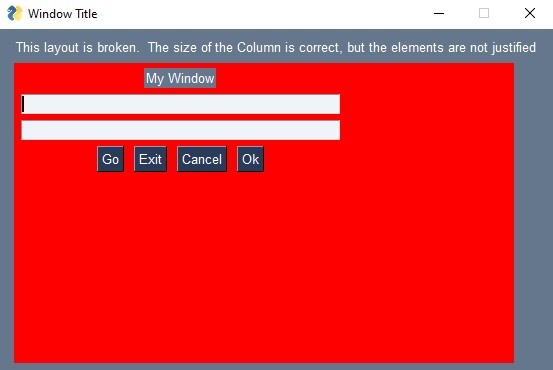 Window Title
This layout is broken.  The size of the Column is correct, but the elements are not justified
My Window
Go Exit Cancel Ok